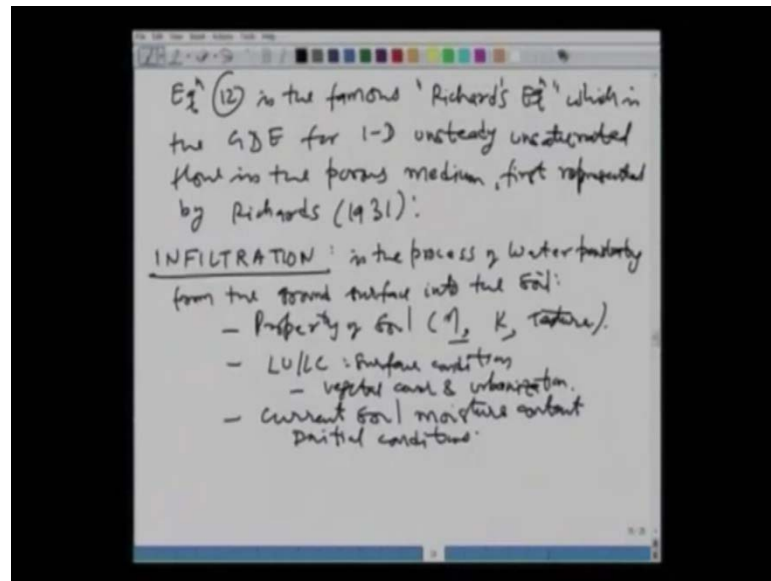 Eqⁿ (12) is the famous "Richard's Eqⁿ" which is
the GDE for 1-D unsteady unsaturated
flow in the porous medium, first represented
by Richards (1931):
INFILTRATION: is the process of water
from the ground surface into the soil:
- Property of soil (η, K, Texture).
- LU/LC: Surface condition
- vegetal cover & urbanization.
- Current soil moisture content
Initial conditions.